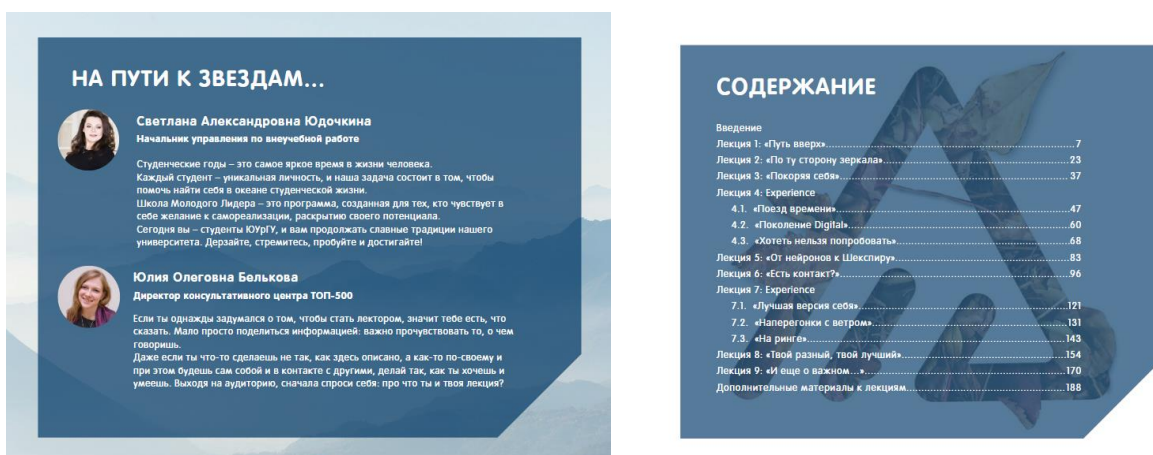 НА ПУТИ К ЗВЕЗДАМ...
Светлана Александровна Юдочкина
Начальник управления по внеучебной работе
Студенческие годы – это самое яркое время в жизни человека.
Каждый студент – уникальная личность, и наша задача состоит в том, чтобы
помочь найти себя в океане студенческой жизни.
Школа Молодого Лидера – это программа, созданная для тех, кто чувствует в
себе желание к самореализации, раскрытию своего потенциала.
Сегодня вы – студенты ЮУрГУ, и вам продолжать славные традиции нашего
университета. Дерзайте, стремитесь, пробуйте и достигайте!
Юлия Олеговна Белькова
Директор консультативного центра ТОП-500
Если ты однажды задумался о том, чтобы стать лектором, значит тебе есть, что
сказать. Мало просто поделиться информацией: важно прочувствовать то, о чем
говоришь.
Даже если ты что-то сделаешь не так, как здесь описано, а как-то по-своему и
при этом будешь сам собой и в контакте с другими, делай так, как ты хочешь и
умеешь. Выходя на аудиторию, сначала спроси себя: про что ты и твоя лекция?
СОДЕРЖАНИЕ
Введение
Лекция 1: «Путь вверх»...7
Лекция 2: «По ту сторону зеркала»...23
Лекция 3: «Покоряя себя»...37
Лекция 4: Experience
4.1. «Поезд времени»...47
4.2. «Поколение Digital»...60
4.3. «Хотеть нельзя попробовать»...68
Лекция 5: «От нейронов к Шекспиру»...83
Лекция 6: «Есть контакт?»...96
Лекция 7: Experience
7.1. «Лучшая версия себя»...121
7.2. «Наперегонки с ветром»...131
7.3. «На ринге»...143
Лекция 8: «Твой разный, твой лучший»...154
Лекция 9: «И еще о важном...»...170
Дополнительные материалы к лекциям...188